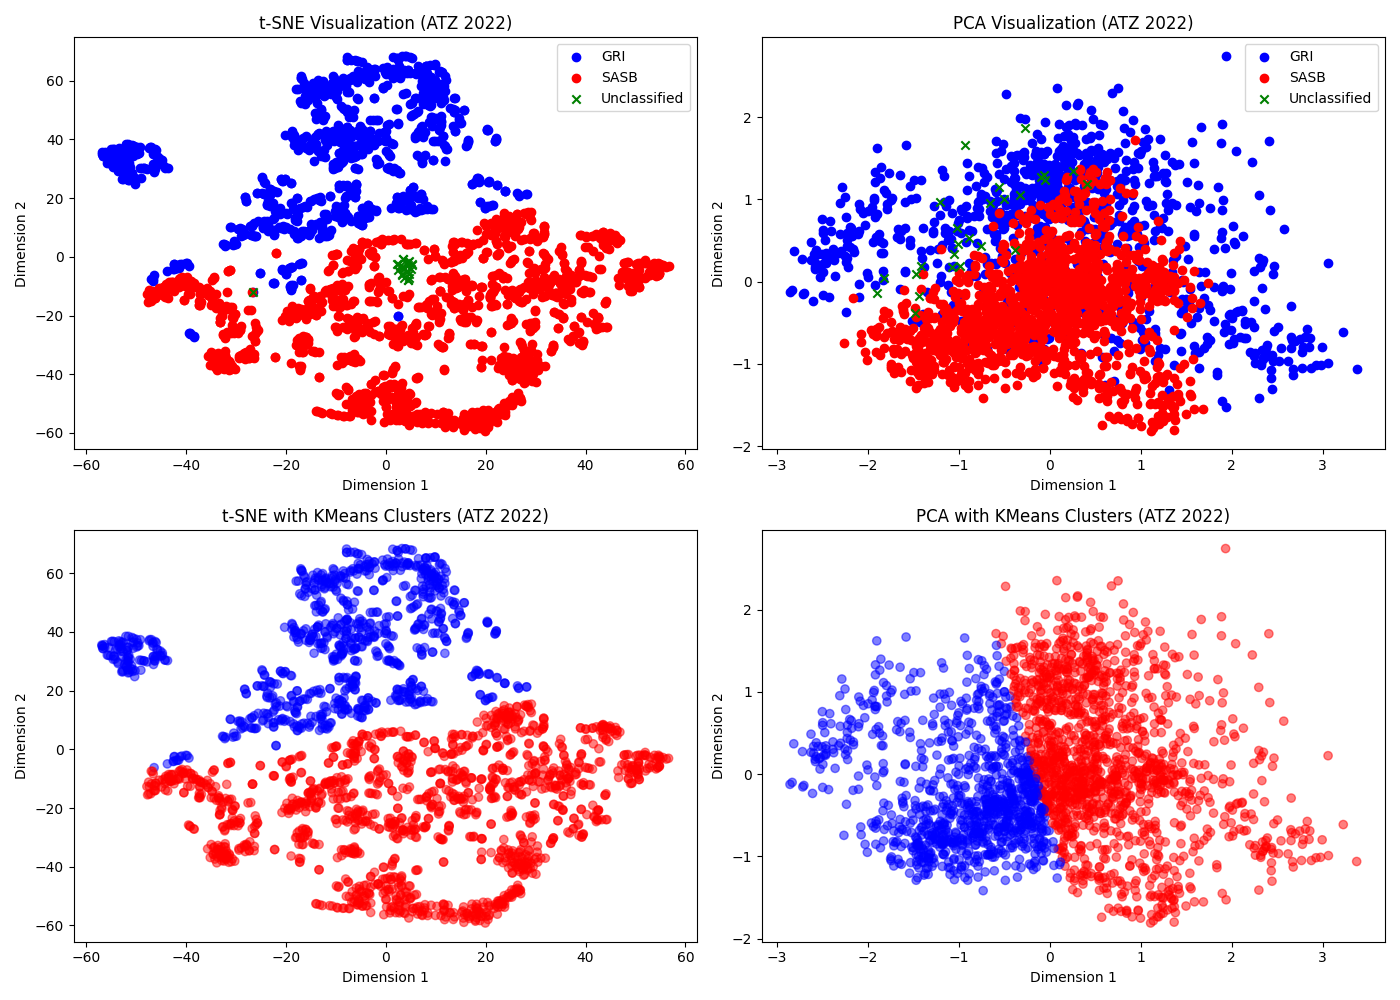 t-SNE Visualization (ATZ 2022)
GRI
SASB
Unclassified
60
40
20
0
−20
−40
−60
Dimension 2
−60 −40 −20 0 20 40 60
Dimension 1
PCA Visualization (ATZ 2022)
GRI
SASB
Unclassified
2
1
0
−1
−2
Dimension 2
−3 −2 −1 0 1 2 3
Dimension 1
t-SNE with KMeans Clusters (ATZ 2022)
60
40
20
0
−20
−40
−60
Dimension 2
−60 −40 −20 0 20 40 60
Dimension 1
PCA with KMeans Clusters (ATZ 2022)
2
1
0
−1
−2
Dimension 2
−3 −2 −1 0 1 2 3
Dimension 1